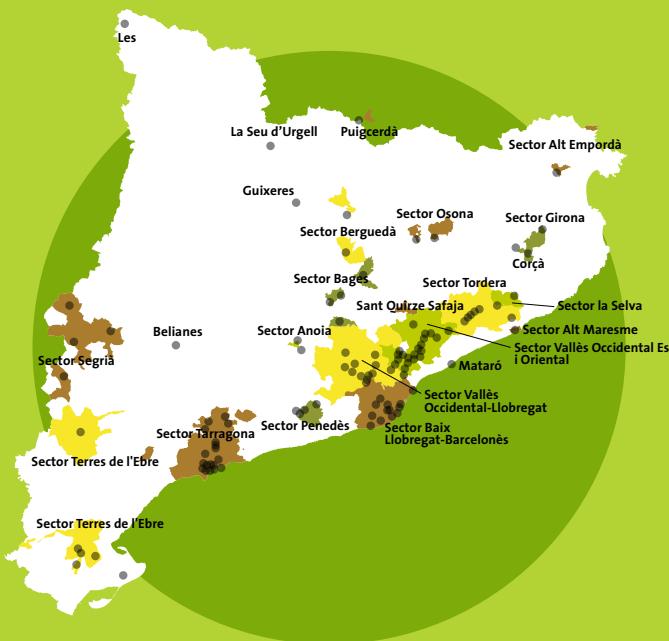 Les
La Seu d'Urgell
Puigcerdà
Sector Alt Empordà
Guixeres
Sector Osona
Sector Girona
Sector Berguedà
Corçà
Sector Bages
Sector Tordera
Sant Quirze Safaja
Sector la Selva
Sector Anoia
Belianes
Sector Alt Maresme
Sector Vallès Occidental Es
i Oriental
Sector Segrià
Mataró
Sector Vallès
Occidental-Llobregat
Sector Penedès
Sector Baix
Llobregat-Barcelonès
Sector Tarragona
Sector Terres de l'Ebre
Sector Terres de l'Ebre